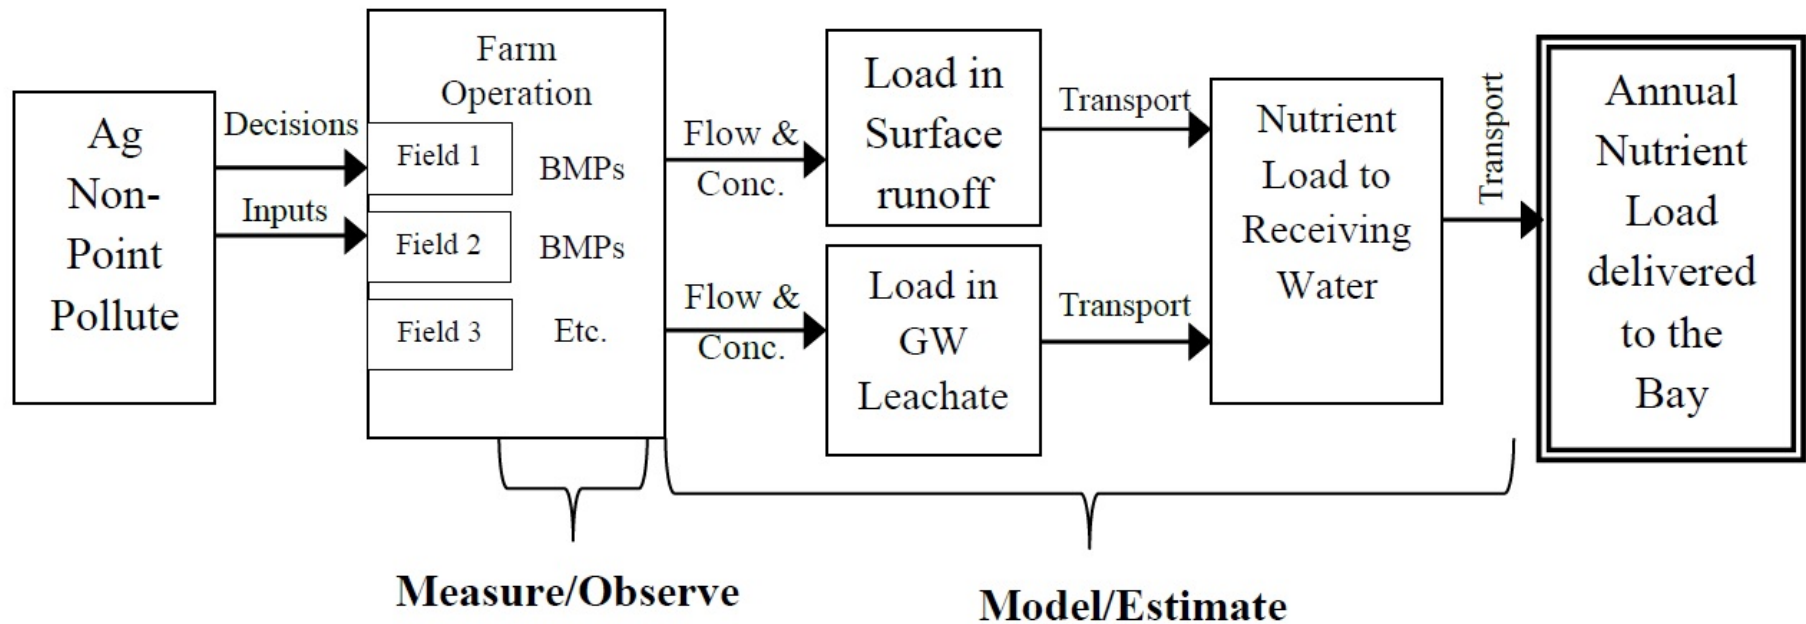 Ag
Non-
Point
Pollute
Decisions
Inputs
Farm
Operation
Field 1
BMPs
Field 2
BMPs
Field 3
Etc.
Flow &
Conc.
Flow &
Conc.
Load in
Surface
runoff
Load in
GW
Leachate
Transport
Transport
Nutrient
Load to
Receiving
Water
Transport
Annual
Nutrient
Load
delivered
to the
Bay
Measure/Observe
Model/Estimate